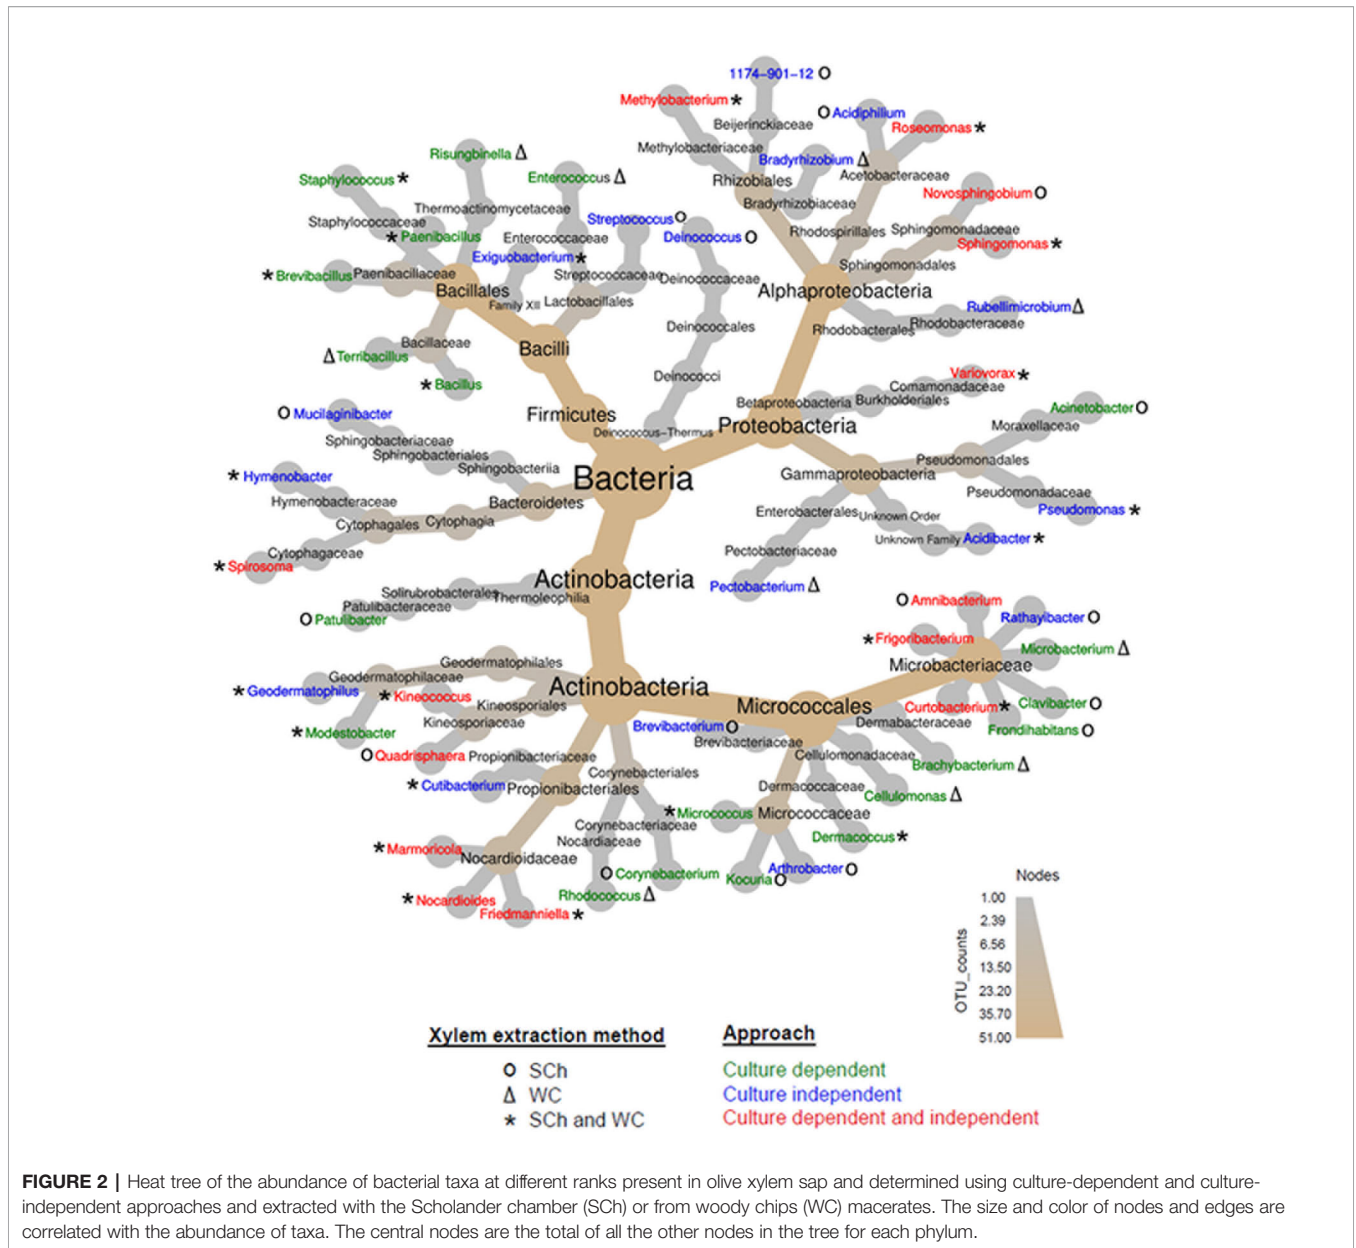 1174-901-12 O
Methylobacterium *
O Acidiphilium
Beijerinckiaceae
Roseomonas *
Methylobacteriaceae
Risungbinella Δ
Bradyrhizobium Δ
Acetobacteraceae
Staphylococcus *
Enterococcus Δ
Rhizobiales
Novosphingobium O
Bradyrhizobiaceae
Thermoactinomycetaceae
Streptococcus O
Staphylococcaceae
Rhodospirillales
Sphingomonadaceae
* Paenibacillus
Enterococcaceae
Deinococcus O
Sphingomonas *
Exiguobacterium *
Sphingomonadales
* Brevibacillus
Paenibacillaceae
Streptococcaceae
Deinococcaceae
Bacillales
Alphaproteobacteria
Family XII
Lactobacillales
Rubellimicrobium Δ
Rhodobacterales
Rhodobacteraceae
Deinococcales
Bacillaceae
Bacilli
Δ Terribacillus
Deinococci
Variovorax *
* Bacillus
Comamonadaceae
Betaproteobacteria
Burkholderiales
Acinetobacter O
O Mucilaginibacter
Firmicutes
Moraxellaceae
Deinococcus-Thermus
Proteobacteria
Sphingobacteriaceae
Sphingobacteriales
Sphingobacteriia
Pseudomonadales
* Hymenobacter
Bacteria
Gammaproteobacteria
Pseudomonadaceae
Hymenobacteraceae
Bacteroidetes
Pseudomonas *
Enterobacterales
Unknown Order
Cytophagales
Cytophagia
Unknown Family
Acidibacter *
Cytophagaceae
Pectobacteriaceae
* Spirosoma
Actinobacteria
Pectobacterium Δ
Solirubrobacterales
Thermoleophilia
Patulibacteraceae
O Amnibacterium
O Patulibacter
Rathayibacter O
* Frigoribacterium
Microbacterium Δ
Geodermatophilales
Microbacteriaceae
Geodermatophilaceae
* Geodermatophilus
Actinobacteria
* Kineococcus
Kineosporiales
Micrococcales
Curtobacterium *
Clavibacter O
Kineosporiaceae
Brevibacterium O
Dermabacteraceae
Frondihabitans O
* Modestobacter
Brevibacteriaceae
O Quadrisphaera
Propionibacteriaceae
Cellulomonadaceae
Brachybacterium Δ
Corynebacteriales
* Cutibacterium
Propionibacteriales
Dermacoccaceae
Cellulomonas Δ
* Micrococcus
Micrococcaceae
Corynebacteriaceae
Dermacoccus *
Nocardiaceae
* Marmoricola
Nocardioidaceae
O Corynebacterium
Arthrobacter O
Kocuria O
Rhodococcus Δ
* Nocardioides
Friedmanniella *
Nodes
OTU_counts
1.00
2.39
6.56
13.50
23.20
35.70
51.00
Xylem extraction method
O SCh
Δ WC
* SCh and WC
Approach
Culture dependent
Culture independent
Culture dependent and independent
FIGURE 2 | Heat tree of the abundance of bacterial taxa at different ranks present in olive xylem sap and determined using culture-dependent and culture-
independent approaches and extracted with the Scholander chamber (SCh) or from woody chips (WC) macerates. The size and color of nodes and edges are
correlated with the abundance of taxa. The central nodes are the total of all the other nodes in the tree for each phylum.